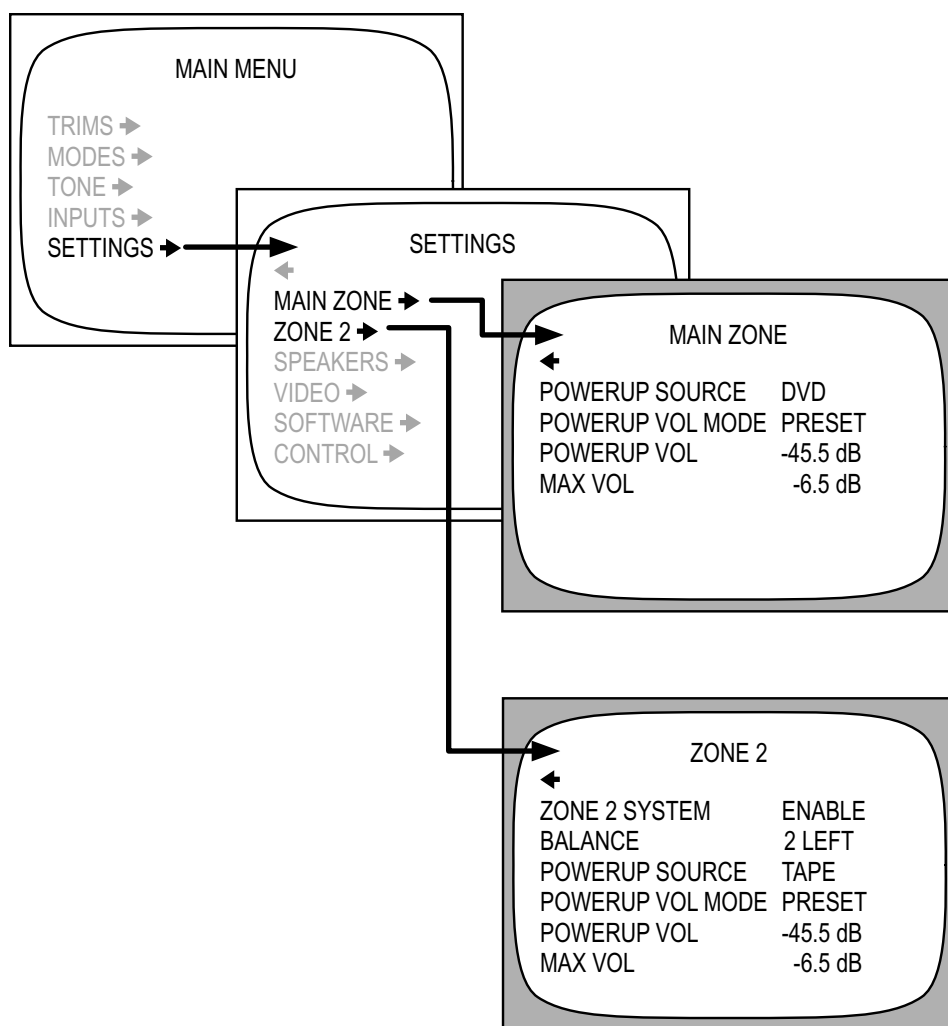 MAIN MENU
TRIMS
MODES
TONE
INPUTS
SETTINGS
SETTINGS
MAIN ZONE
ZONE 2
SPEAKERS
VIDEO
SOFTWARE
CONTROL
MAIN ZONE
POWERUP SOURCE DVD
POWERUP VOL MODE PRESET
POWERUP VOL -45.5 dB
MAX VOL -6.5 dB
ZONE 2
ZONE 2 SYSTEM ENABLE
BALANCE 2 LEFT
POWERUP SOURCE TAPE
POWERUP VOL MODE PRESET
POWERUP VOL -45.5 dB
MAX VOL -6.5 dB